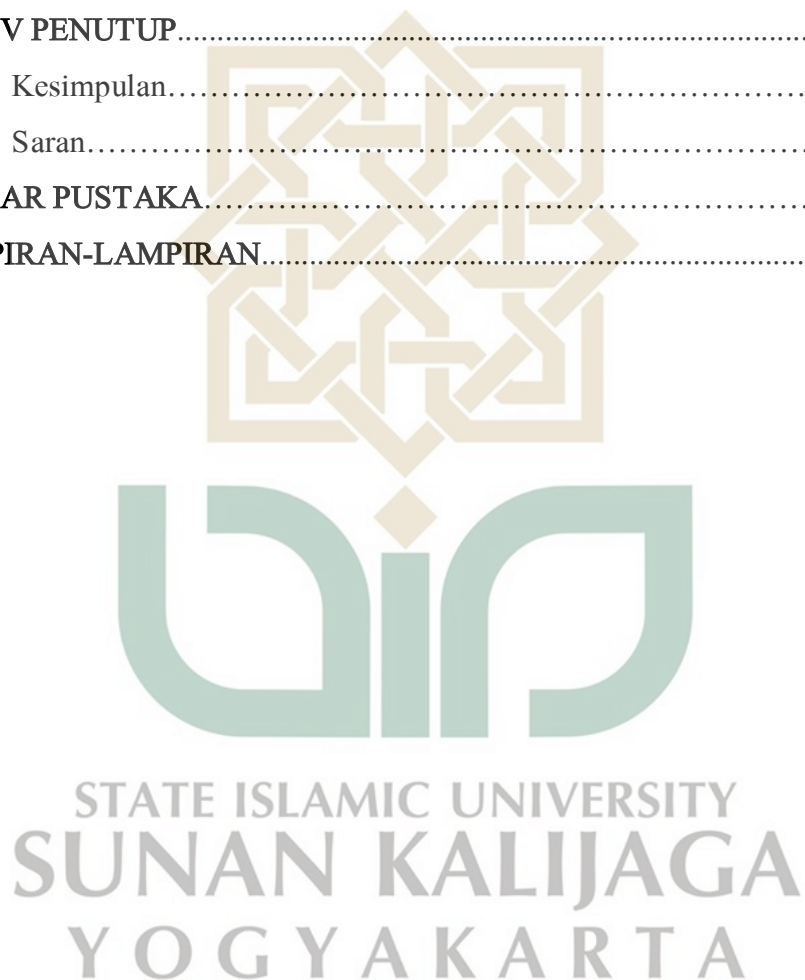 V PENUTUP........................................................................
Kesimpulan…………………………………………………………
Saran………………………………………………………………
AR PUSTAKA……………………………………………………
PIRAN-LAMPIRAN..............................................................
STATE ISLAMIC UNIVERSITY
SUNAN KALIJAGA
YOGYAKARTA